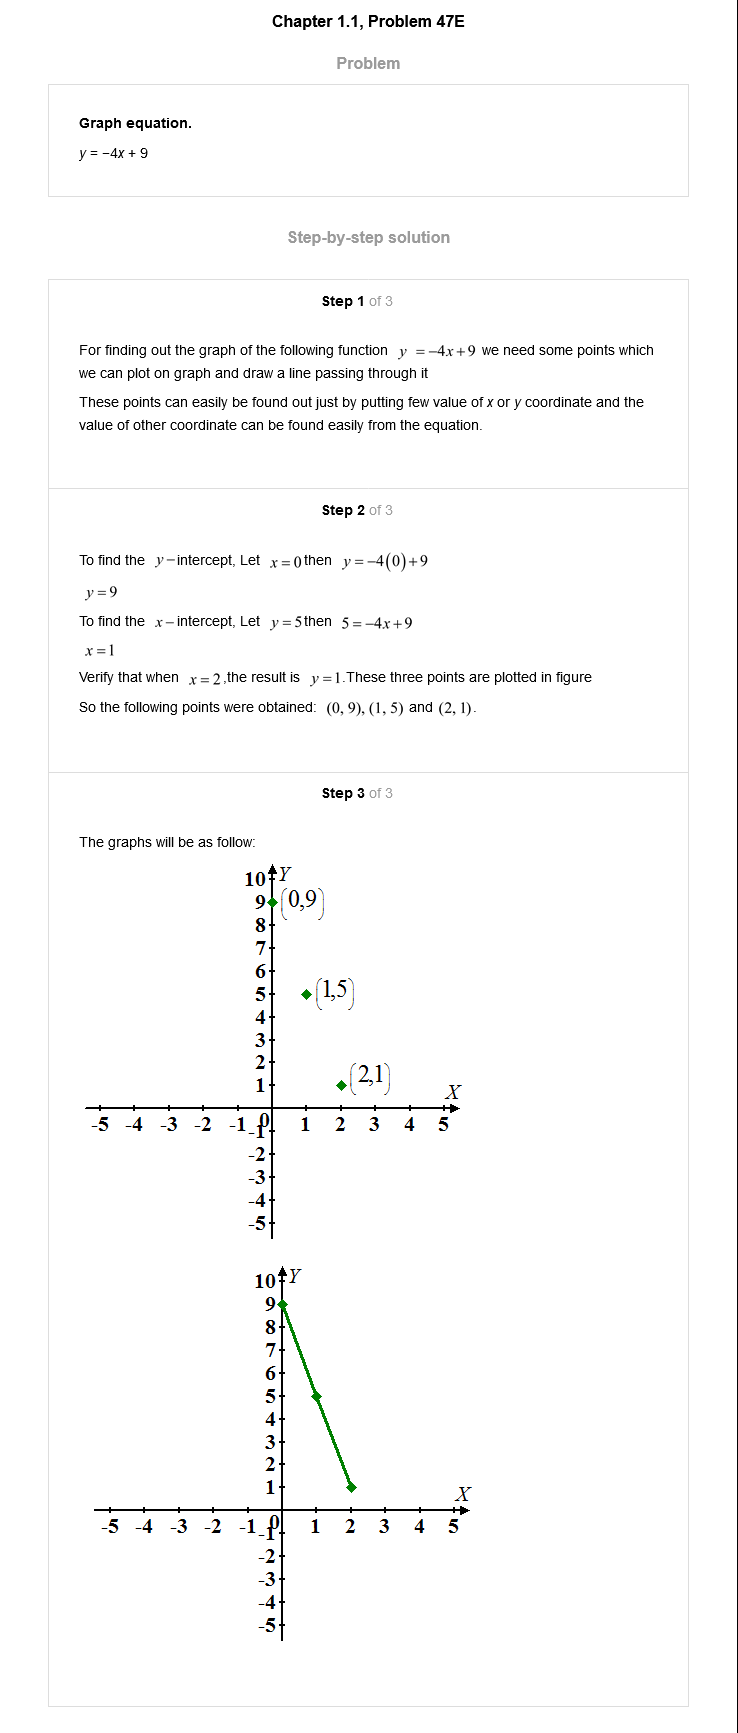 Chapter 1.1, Problem 47E
Problem
Graph equation.
y = −4x + 9
Step-by-step solution
Step 1 of 3
For finding out the graph of the following function y = −4x+9 we need some points which
we can plot on graph and draw a line passing through it
These points can easily be found out just by putting few value of x or y coordinate and the
value of other coordinate can be found easily from the equation.
Step 2 of 3
To find the y−intercept, Let x=0 then y=−4(0)+9
y=9
To find the x−intercept, Let y=5 then 5=−4x+9
x=1
Verify that when x=2,the result is y=1.These three points are plotted in figure
So the following points were obtained: (0, 9), (1, 5) and (2, 1).
Step 3 of 3
The graphs will be as follow:
10 Y
9 (0,9)
8
7
6
5 (1,5)
4
3
2
1 (2,1)
X
-5 -4 -3 -2 -1 0 1 2 3 4 5
-1
-2
-3
-4
-5
10 Y
9
8
7
6
5
4
3
2
1
X
-5 -4 -3 -2 -1 0 1 2 3 4 5
-1
-2
-3
-4
-5